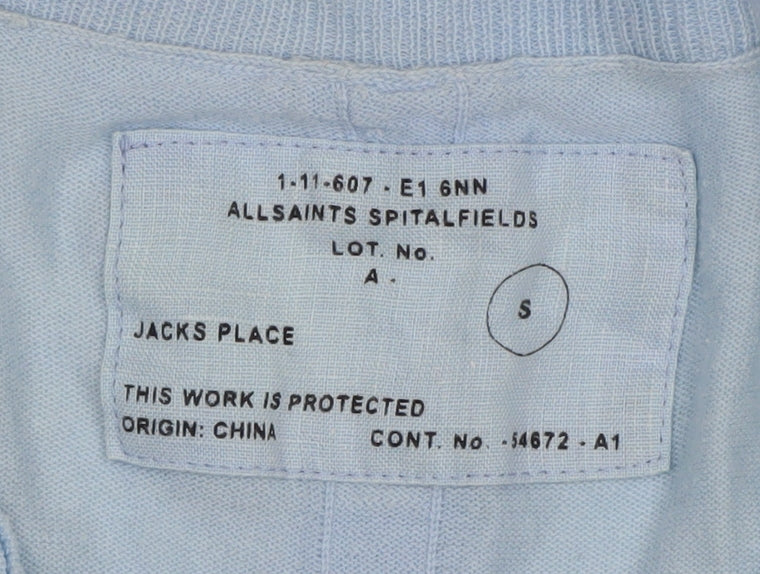 1-11-607 - E1 6NN
ALLSAINTS SPITALFIELDS
LOT. No.
A -
S
JACKS PLACE
THIS WORK IS PROTECTED
ORIGIN: CHINA CONT. No. -54672 - A1